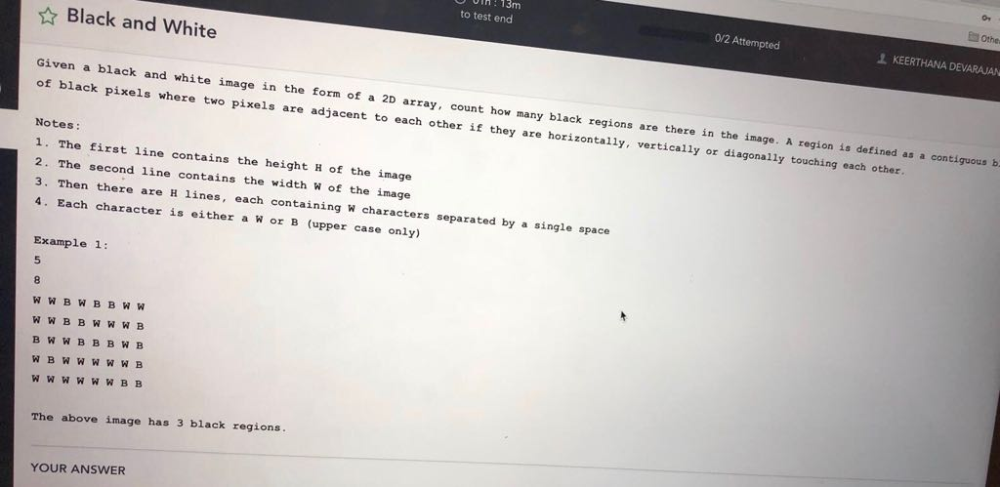 Black and White
: 13m
to test end
0/2 Attempted
KEERTHANA DEVARAJAN
Given a black and white image in the form of a 2D array, count how many black regions are there in the image. A region is defined as a contiguous
of black pixels where two pixels are adjacent to each other if they are horizontally, vertically or diagonally touching each other.
Notes:
1. The first line contains the height H of the image
2. The second line contains the width W of the image
3. Then there are H lines, each containing W characters separated by a single space
4. Each character is either a W or B (upper case only)
Example 1:
5
8
W W B W B B W W
W W B B W W W B
B W W B B B W B
W B W W W W W B
W W W W W W B B
The above image has 3 black regions.
YOUR ANSWER